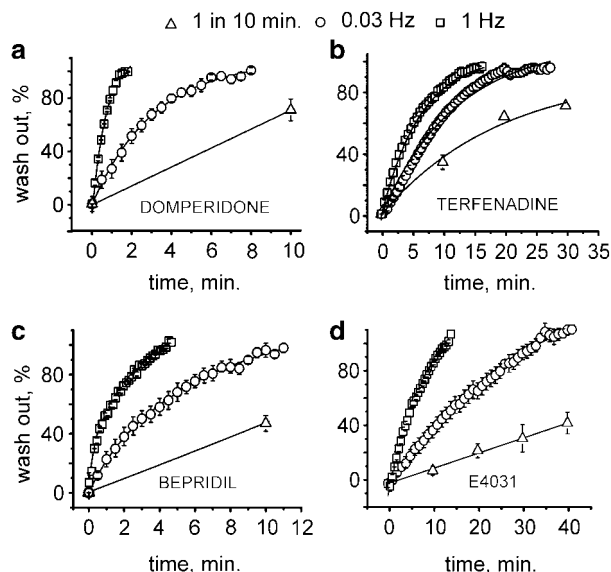 △ 1 in 10 min. ○ 0.03 Hz □ 1 Hz
a
wash out, %
80
40
0
DOMPERIDONE
0 2 4 6 8 10
time, min.
b
80
40
0
TERFENADINE
0 5 10 15 20 25 30 35
time, min.
c
wash out, %
80
40
0
BEPRIDIL
0 2 4 6 8 10 12
time, min.
d
80
40
0
E4031
0 10 20 30 40
time, min.